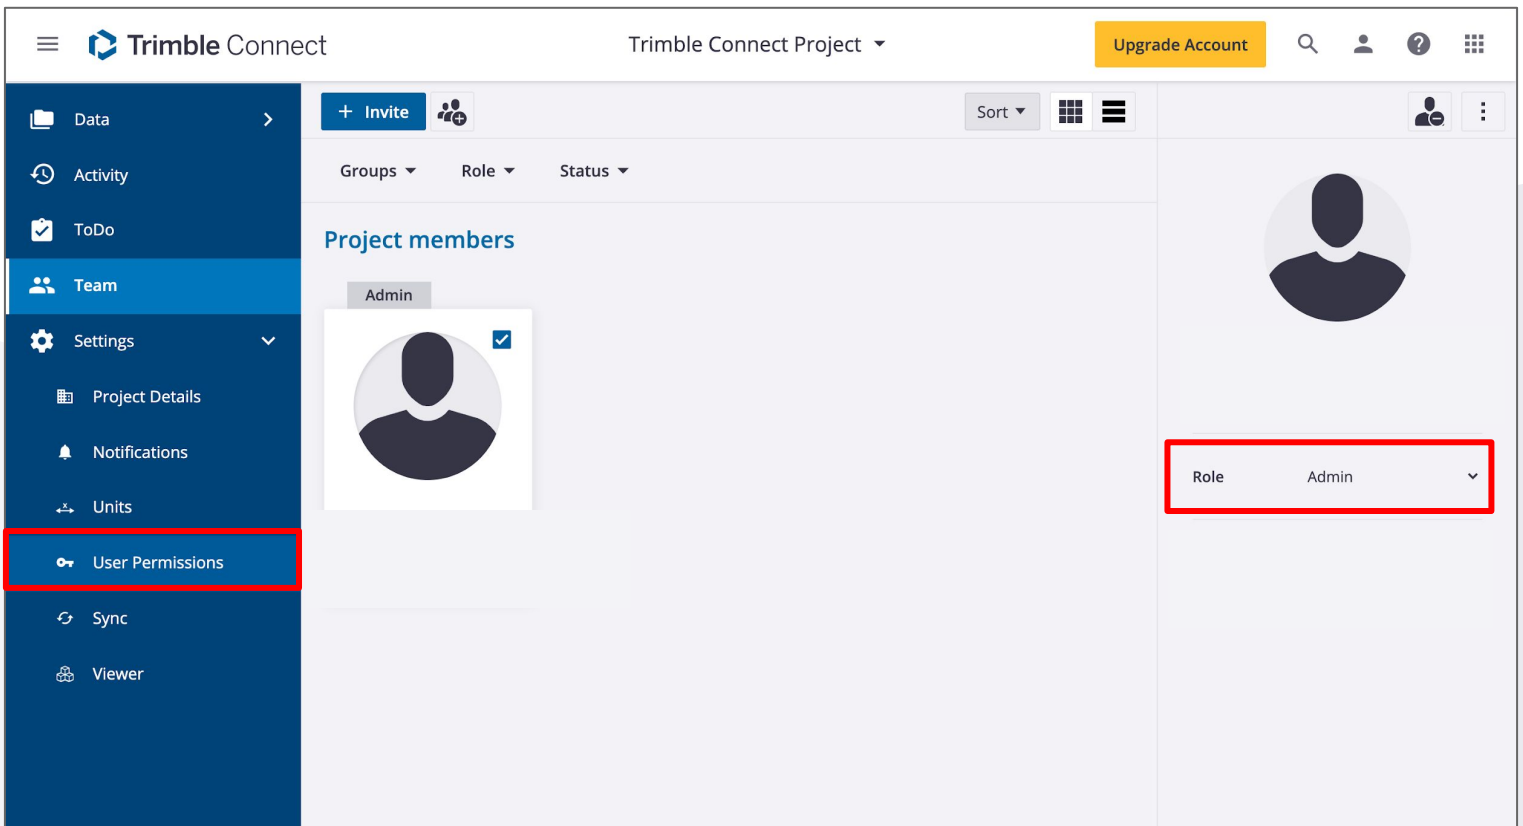 Trimble Connect
Trimble Connect Project
Upgrade Account
Data
Activity
ToDo
Team
Settings
Project Details
Notifications
Units
User Permissions
Sync
Viewer
+ Invite
Sort
Groups
Role
Status
Project members
Admin
Role Admin